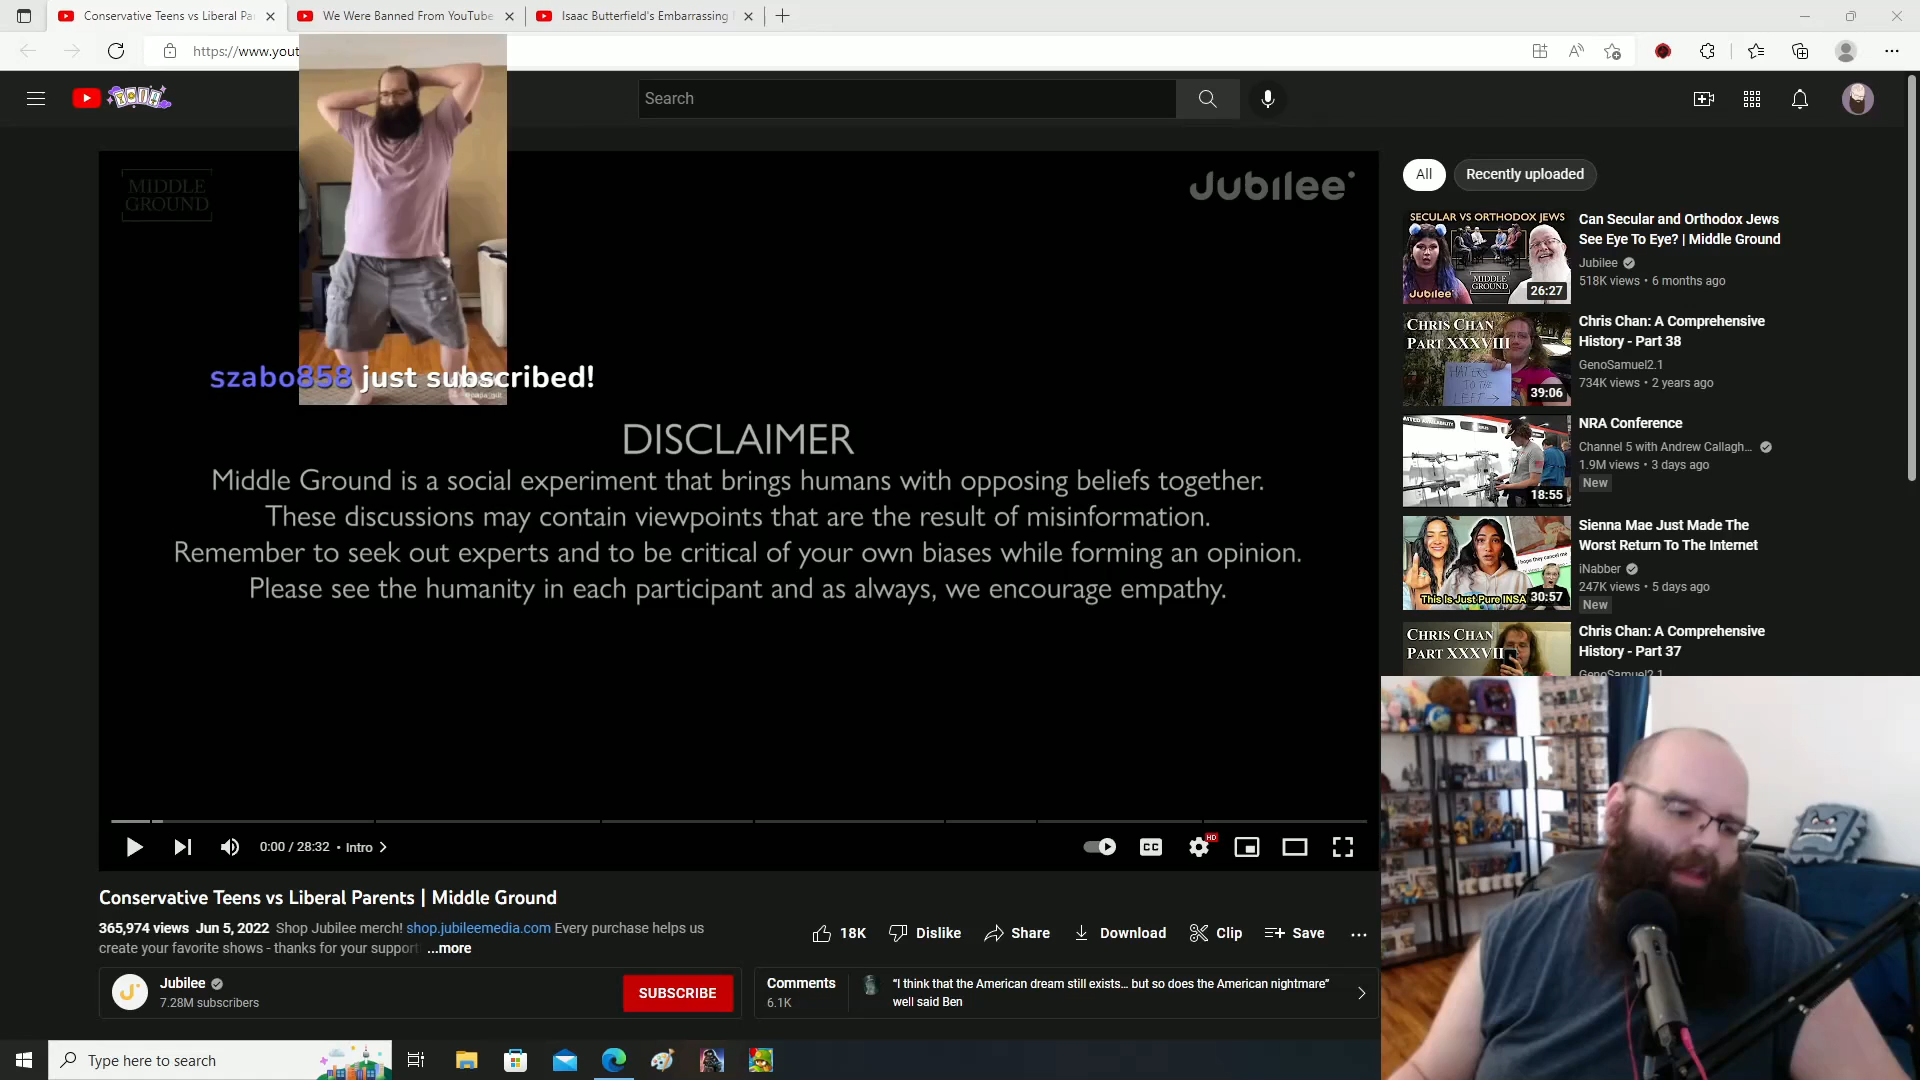 Conservative Teens vs Liberal Pa
We Were Banned From YouTube
Isaac Butterfield's Embarrassing
https://www.yout
Search
MIDDLE
GROUND
Jubilee
szabo858 just subscribed!
DISCLAIMER
Middle Ground is a social experiment that brings humans with opposing beliefs together.
These discussions may contain viewpoints that are the result of misinformation.
Remember to seek out experts and to be critical of your own biases while forming an opinion.
Please see the humanity in each participant and as always, we encourage empathy.
0:00 / 28:32 • Intro
CC
HD
Conservative Teens vs Liberal Parents | Middle Ground
365,974 views Jun 5, 2022 Shop Jubilee merch! shop.jubileemedia.com Every purchase helps us
create your favorite shows - thanks for your support ...more
18K
Dislike
Share
Download
Clip
Save
Jubilee
7.28M subscribers
SUBSCRIBE
Comments
6.1K
“I think that the American dream still exists… but so does the American nightmare”
well said Ben
All
Recently uploaded
SECULAR VS ORTHODOX JEWS
MIDDLE
GROUND
Jubilee
26:27
Can Secular and Orthodox Jews
See Eye To Eye? | Middle Ground
Jubilee
518K views • 6 months ago
CHRIS CHAN
PART XXXVIII
HATERS
TO THE
LEFT →
39:06
Chris Chan: A Comprehensive
History - Part 38
GenoSamuel2.1
734K views • 2 years ago
18:55
NRA Conference
Channel 5 with Andrew Callagh...
1.9M views • 3 days ago
New
This Is Just Pure INSA
30:57
Sienna Mae Just Made The
Worst Return To The Internet
iNabber
247K views • 5 days ago
New
CHRIS CHAN
PART XXXVII
Chris Chan: A Comprehensive
History - Part 37
GenoSamuel2.1
Type here to search